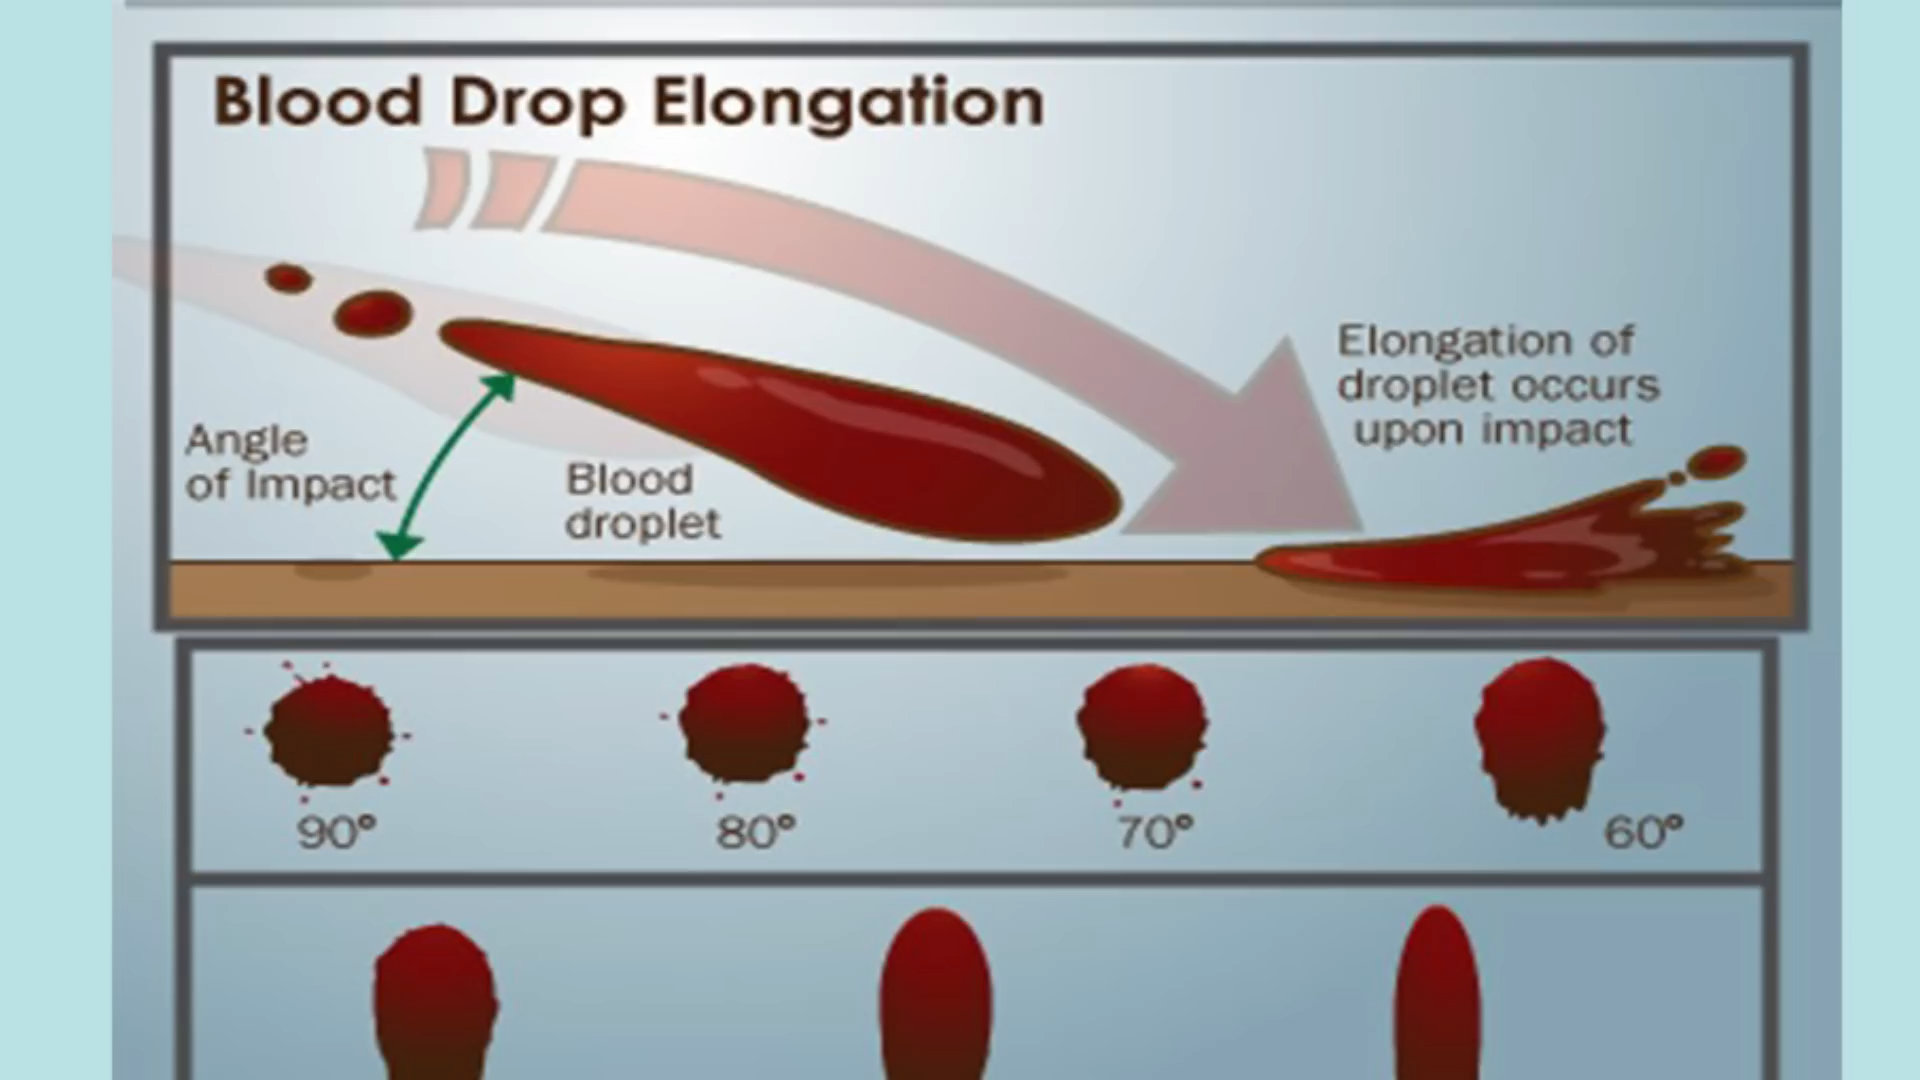 Blood Drop Elongation
Elongation of
droplet occurs
upon impact
Angle
of Impact
Blood
droplet
90°
80°
70°
60°